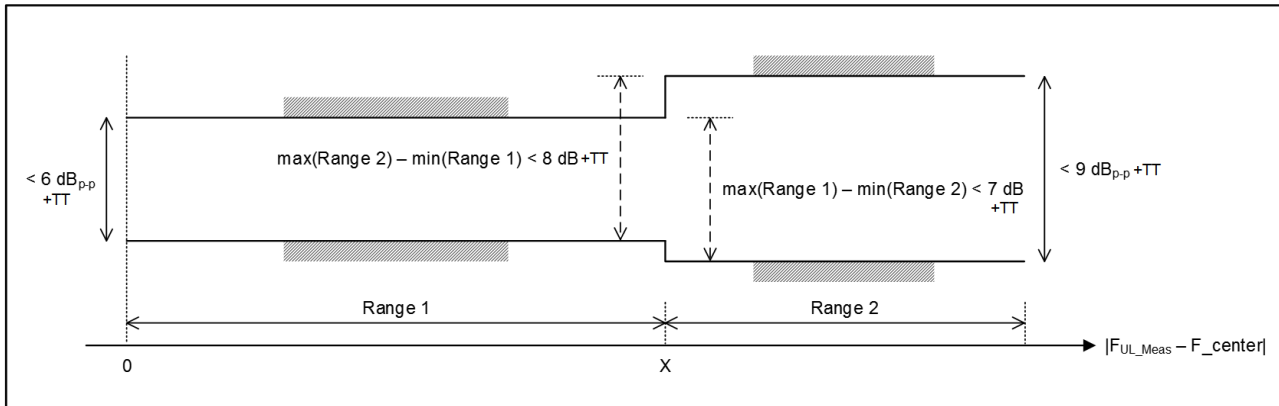 max(Range 2) – min(Range 1) < 8 dB +TT
< 6 dBp-p
+TT
max(Range 1) – min(Range 2) < 7 dB
+TT
< 9 dBp-p +TT
Range 1
Range 2
|FUL_Meas – F_center|
0
X